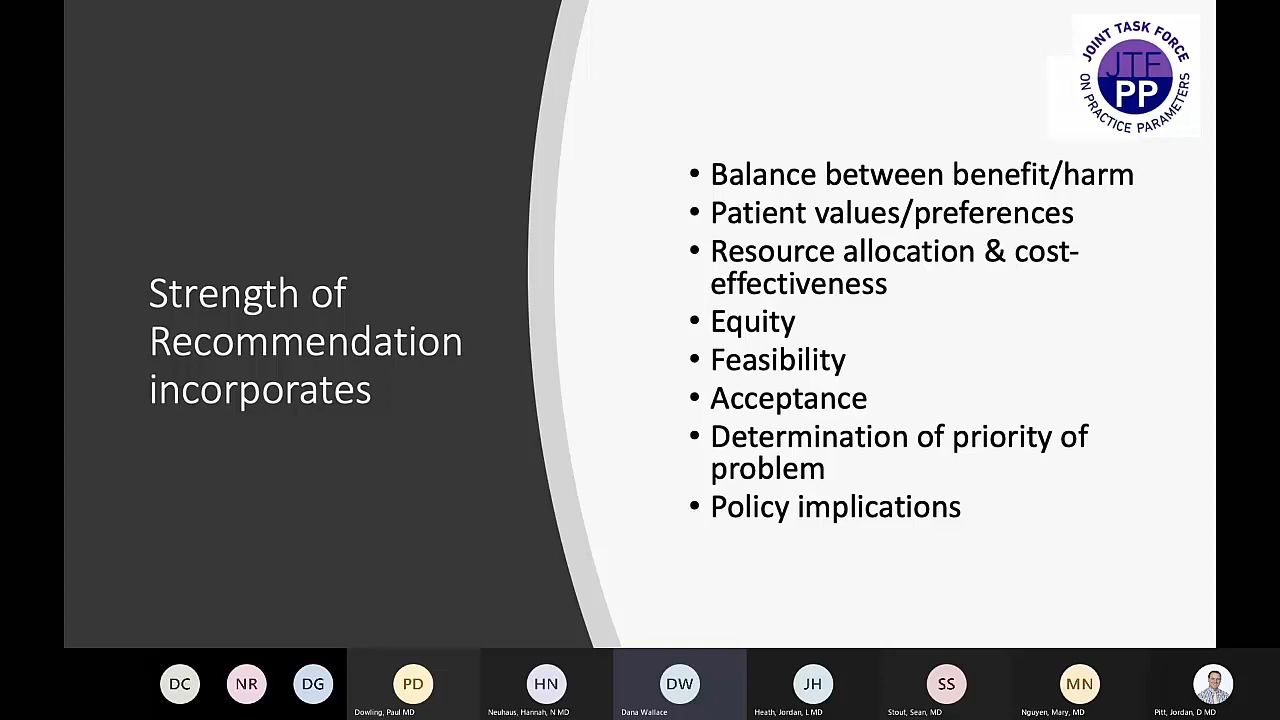 JOINT TASK FORCE
JTF
PP
ON PRACTICE PARAMETERS
Strength of
Recommendation
incorporates
• Balance between benefit/harm
• Patient values/preferences
• Resource allocation & cost-
effectiveness
• Equity
• Feasibility
• Acceptance
• Determination of priority of
problem
• Policy implications
DC
NR
DG
PD
HN
DW
JH
SS
MN
Dowling, Paul MD
Neuhaus, Hannah, N MD
Dana Wallace
Heath, Jordan, L MD
Stout, Sean, MD
Nguyen, Mary, MD
Pitt, Jordan, D MD